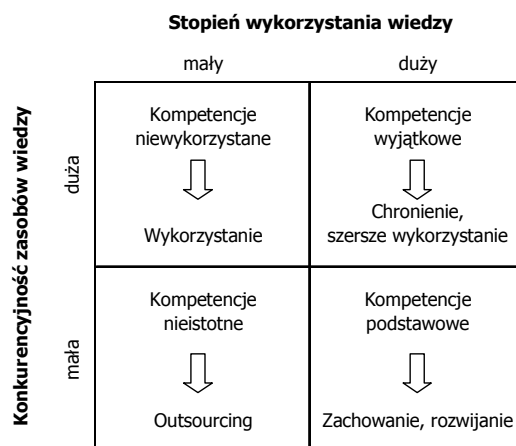 Stopień wykorzystania wiedzy
mały
duży
Konkurencyjność zasobów wiedzy
duża
Kompetencje
niewykorzystane
Wykorzystanie
Kompetencje
wyjątkowe
Chronienie,
szersze wykorzystanie
mała
Kompetencje
nieistotne
Outsourcing
Kompetencje
podstawowe
Zachowanie, rozwijanie